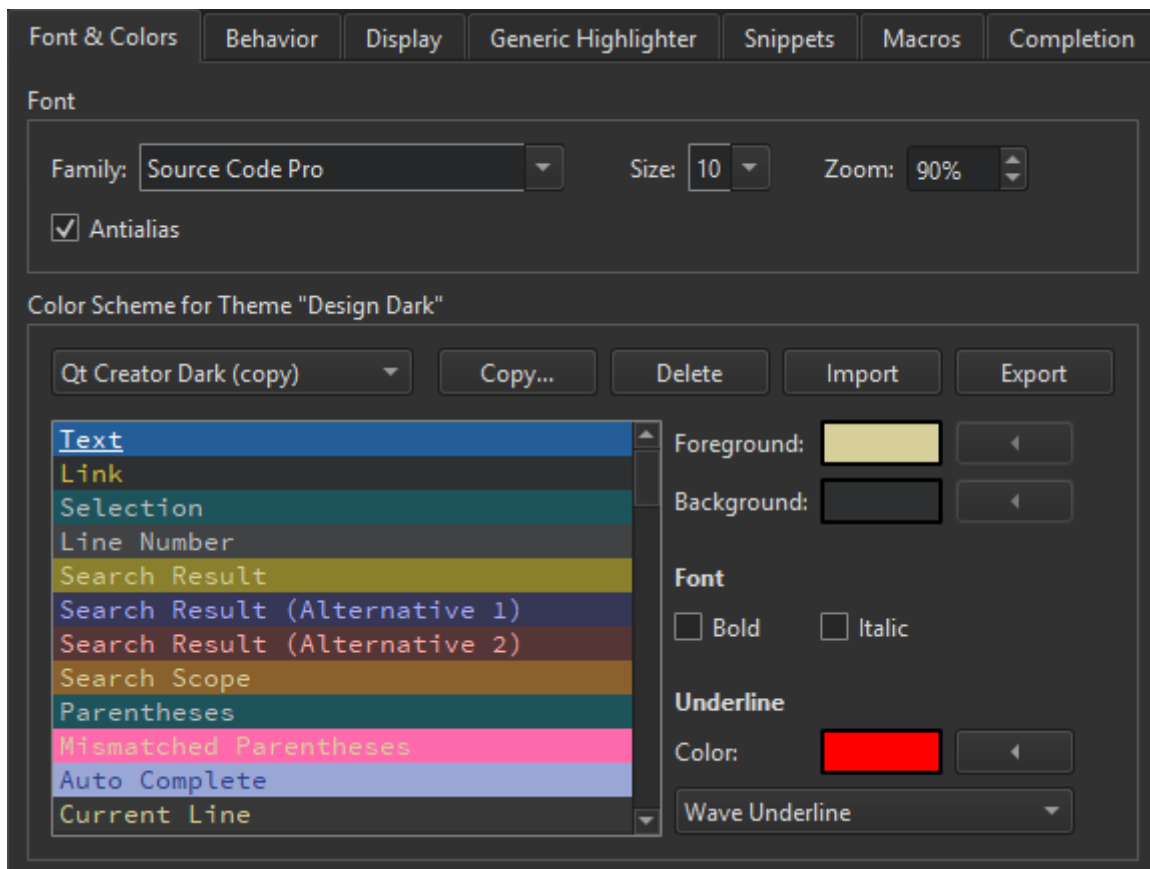 Font & Colors Behavior Display Generic Highlighter Snippets Macros Completion
Font
Family: Source Code Pro Size: 10 Zoom: 90%
Antialias
Color Scheme for Theme "Design Dark"
Qt Creator Dark (copy) Copy... Delete Import Export
Text
Link
Selection
Line Number
Search Result
Search Result (Alternative 1)
Search Result (Alternative 2)
Search Scope
Parentheses
Mismatched Parentheses
Auto Complete
Current Line
Foreground:
Background:
Font
Bold Italic
Underline
Color:
Wave Underline